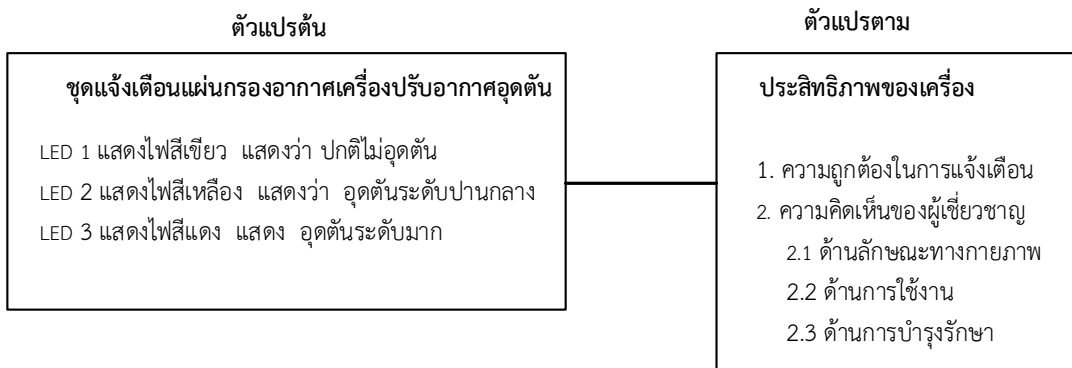 ตัวแปรต้น
ชุดแจ้งเตือนแผ่นกรองอากาศเครื่องปรับอากาศอุดตัน
LED 1 แสดงไฟสีเขียว แสดงว่า ปกติไม่อุดตัน
LED 2 แสดงไฟสีเหลือง แสดงว่า อุดตันระดับปานกลาง
LED 3 แสดงไฟสีแดง แสดง อุดตันระดับมาก
ตัวแปรตาม
ประสิทธิภาพของเครื่อง
1. ความถูกต้องในการแจ้งเตือน
2. ความคิดเห็นของผู้เชี่ยวชาญ
2.1 ด้านลักษณะทางกายภาพ
2.2 ด้านการใช้งาน
2.3 ด้านการบำรุงรักษา